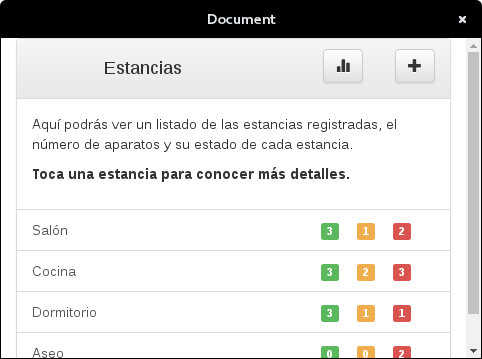 Document
Estancias
Aquí podrás ver un listado de las estancias registradas, el
número de aparatos y su estado de cada estancia.
Toca una estancia para conocer más detalles.
Salón 3 1 2
Cocina 3 2 3
Dormitorio 3 1 1
Aseo 0 0 2